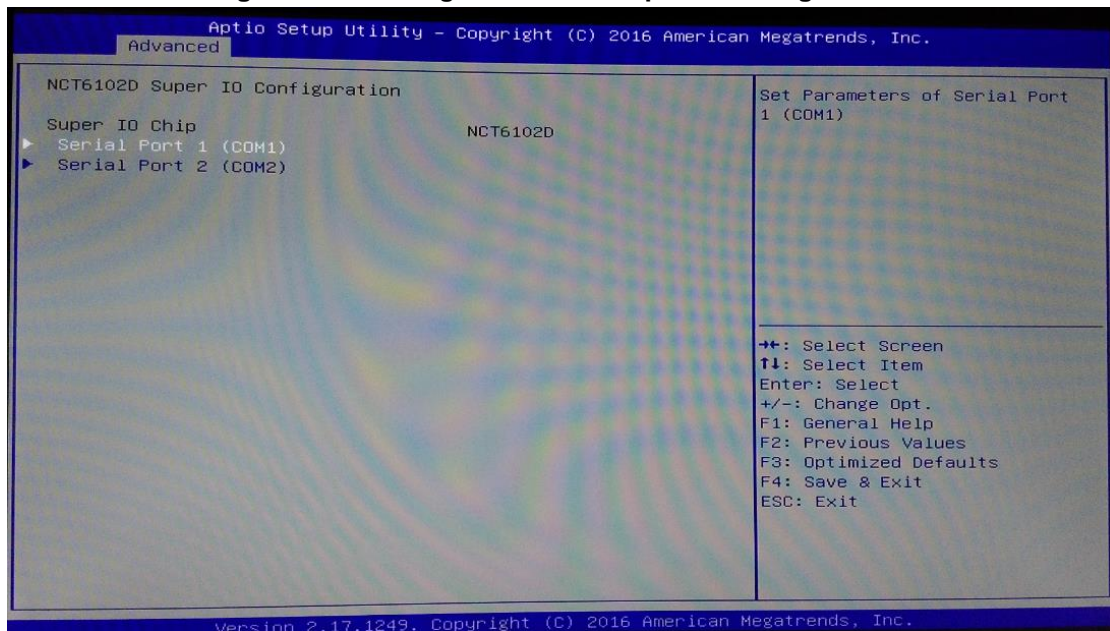 Aptio Setup Utility – Copyright (C) 2016 American Megatrends, Inc.
Advanced
NCT6102D Super IO Configuration
Super IO Chip NCT6102D
Serial Port 1 (COM1)
Serial Port 2 (COM2)
Set Parameters of Serial Port
1 (COM1)
→←: Select Screen
↑↓: Select Item
Enter: Select
+/-: Change Opt.
F1: General Help
F2: Previous Values
F3: Optimized Defaults
F4: Save & Exit
ESC: Exit
Version 2.17.1249. Copyright (C) 2016 American Megatrends, Inc.